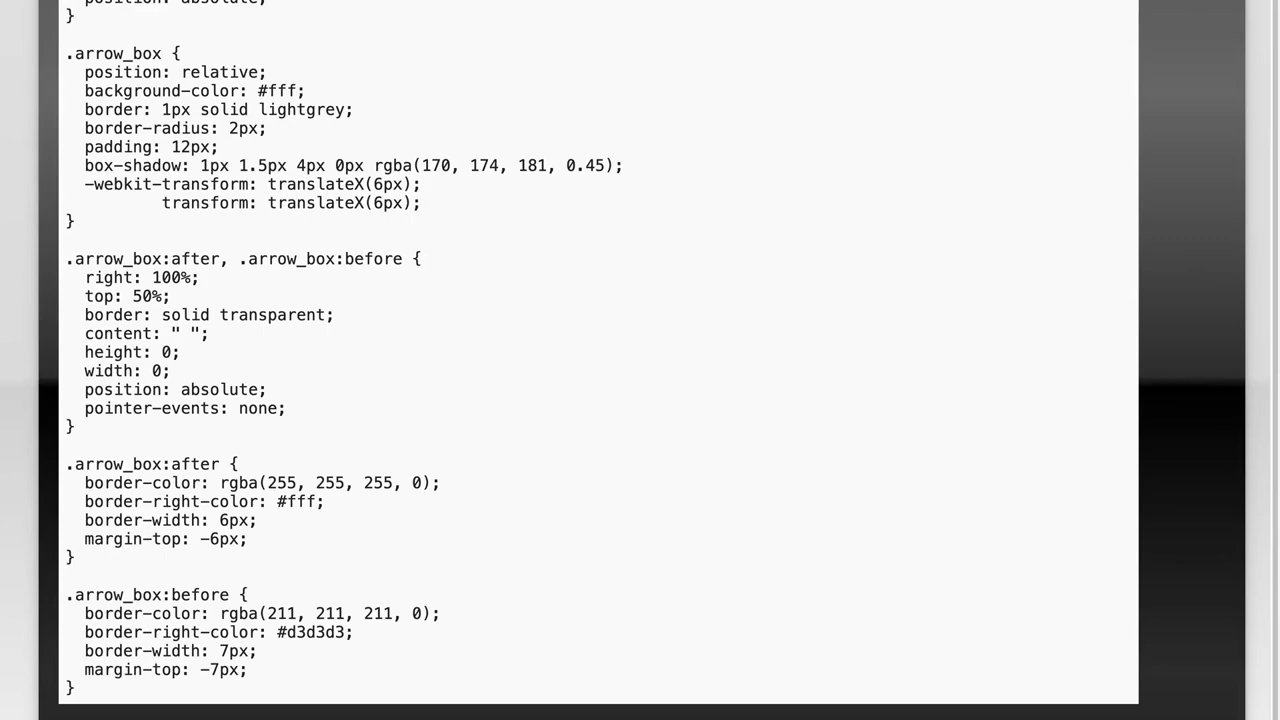 position: absolute;
}
.arrow_box {
position: relative;
background-color: #fff;
border: 1px solid lightgrey;
border-radius: 2px;
padding: 12px;
box-shadow: 1px 1.5px 4px 0px rgba(170, 174, 181, 0.45);
-webkit-transform: translateX(6px);
transform: translateX(6px);
}
.arrow_box:after, .arrow_box:before {
right: 100%;
top: 50%;
border: solid transparent;
content: " ";
height: 0;
width: 0;
position: absolute;
pointer-events: none;
}
.arrow_box:after {
border-color: rgba(255, 255, 255, 0);
border-right-color: #fff;
border-width: 6px;
margin-top: -6px;
}
.arrow_box:before {
border-color: rgba(211, 211, 211, 0);
border-right-color: #d3d3d3;
border-width: 7px;
margin-top: -7px;
}